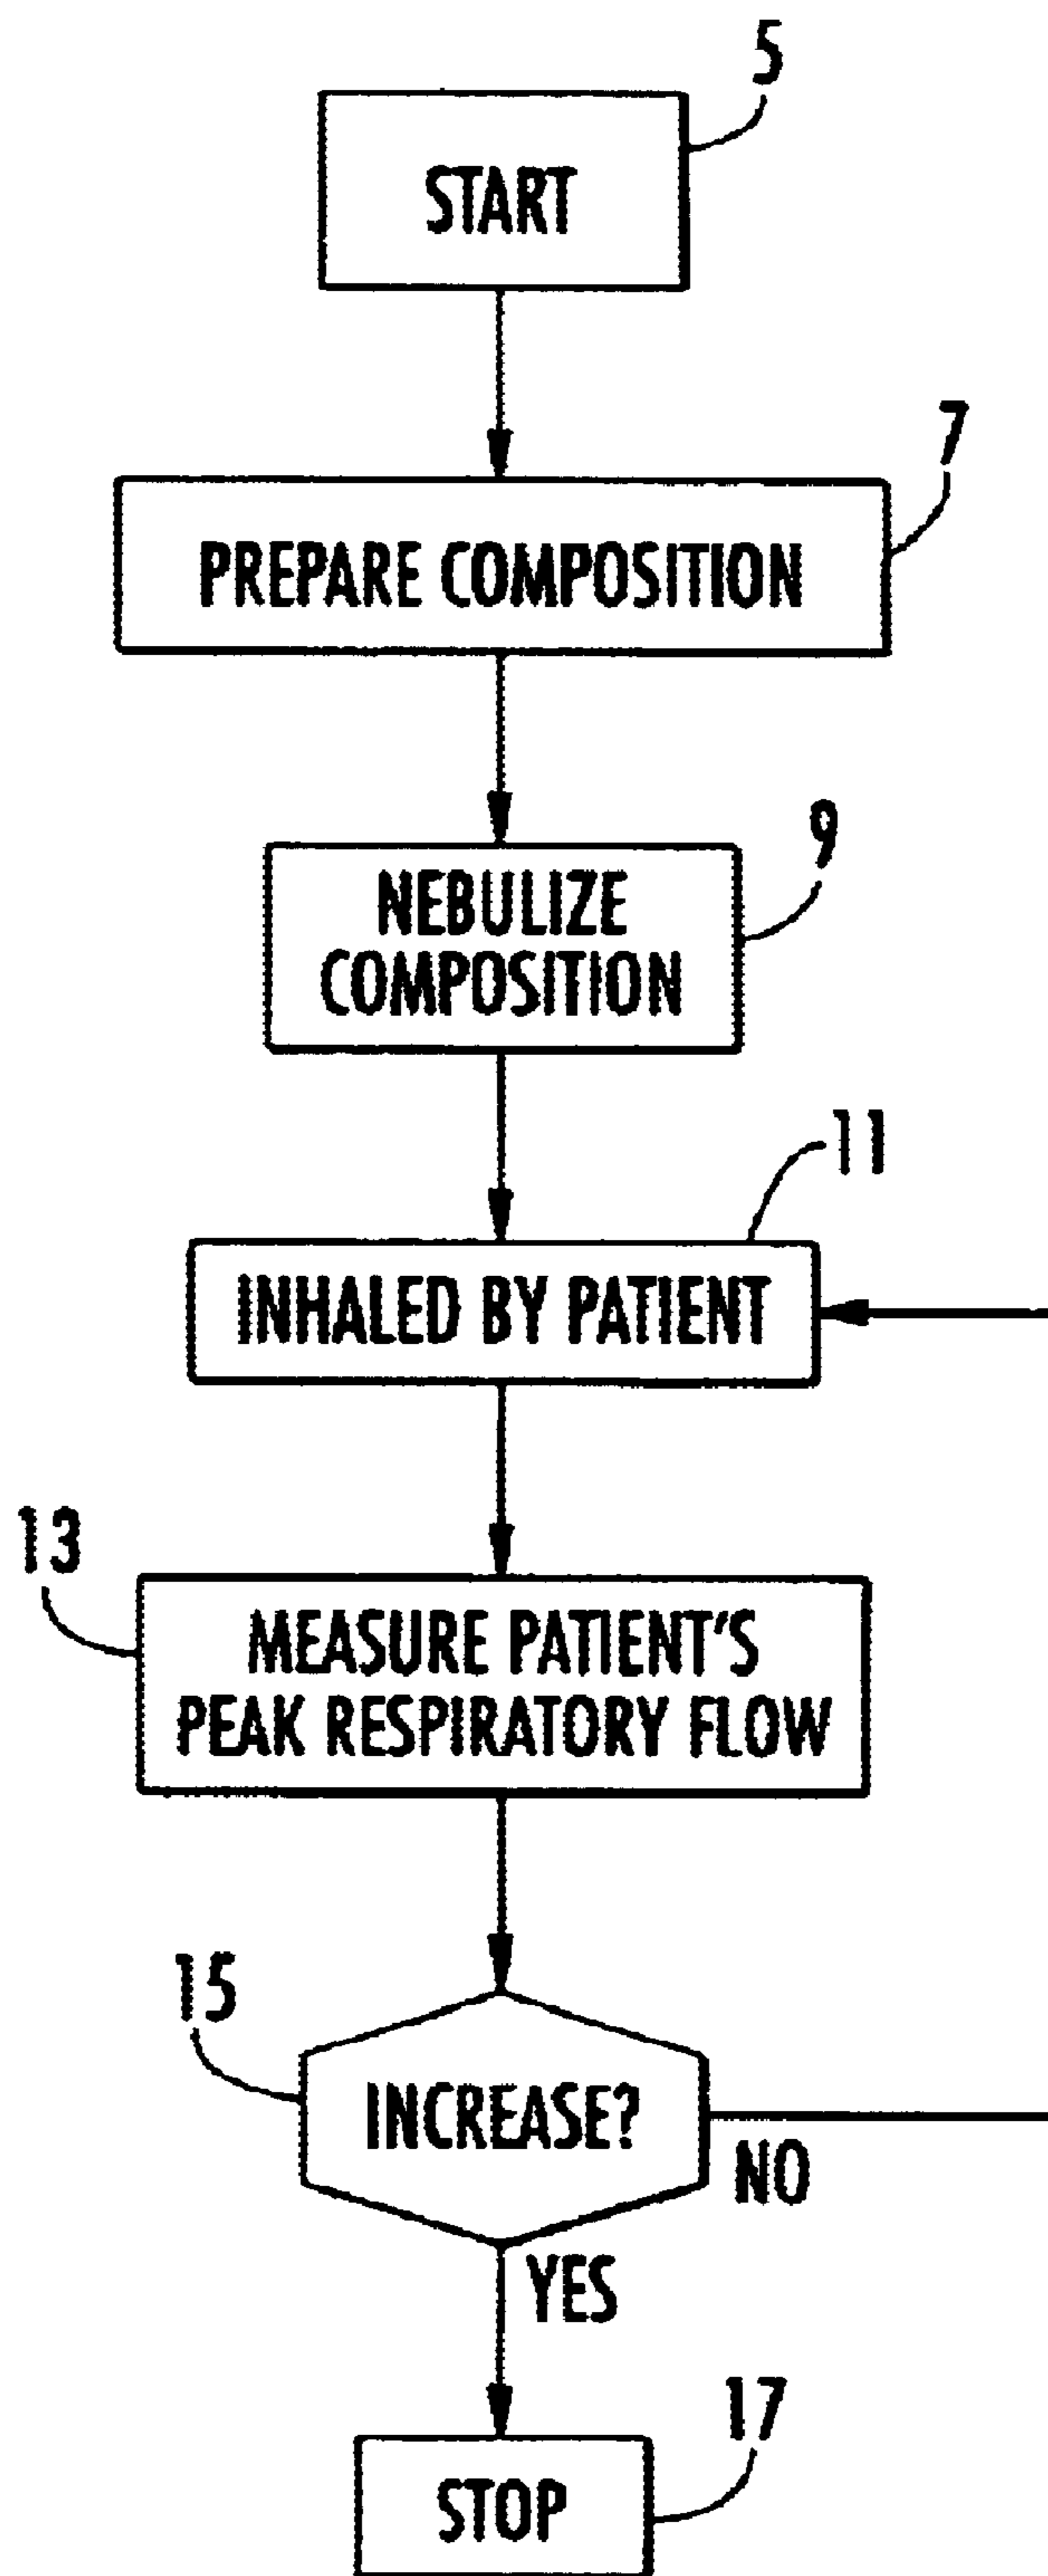 5
START
7
PREPARE COMPOSITION
9
NEBULIZE
COMPOSITION
11
INHALED BY PATIENT
13
MEASURE PATIENT'S
PEAK RESPIRATORY FLOW
15
INCREASE?
NO
YES
17
STOP